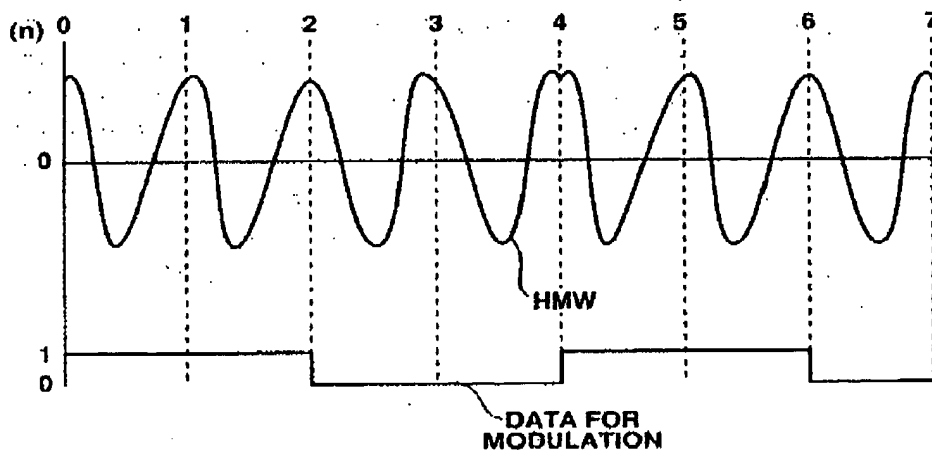 (n) 0 1 2 3 4 5 6 7
0
HMW
1
0
DATA FOR
MODULATION